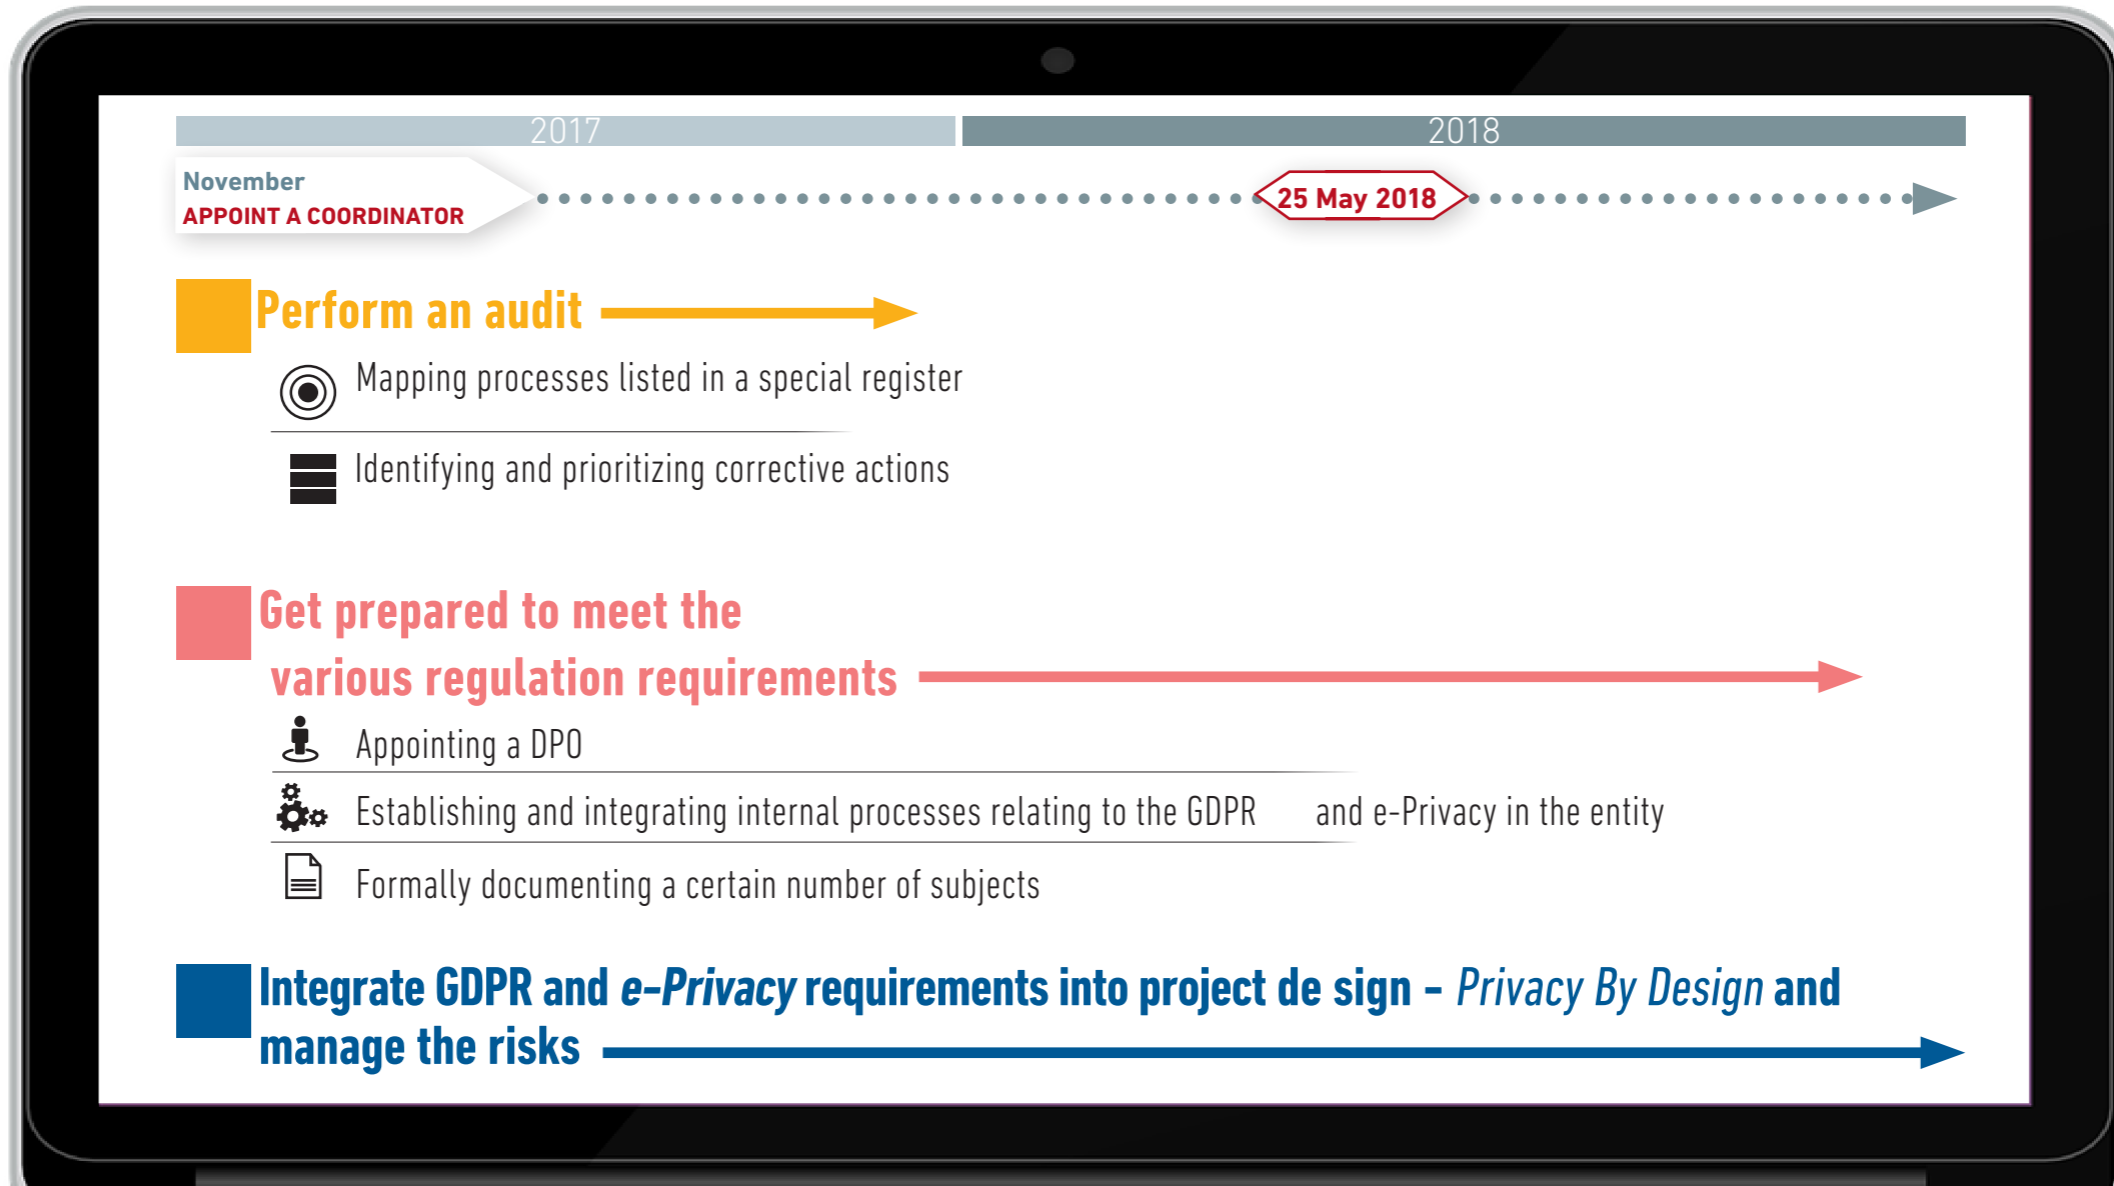 2017 2018
November
APPOINT A COORDINATOR
25 May 2018
Perform an audit
Mapping processes listed in a special register
Identifying and prioritizing corrective actions
Get prepared to meet the
various regulation requirements
Appointing a DPO
Establishing and integrating internal processes relating to the GDPR and e-Privacy in the entity
Formally documenting a certain number of subjects
Integrate GDPR and e-Privacy requirements into project de sign - Privacy By Design and
manage the risks